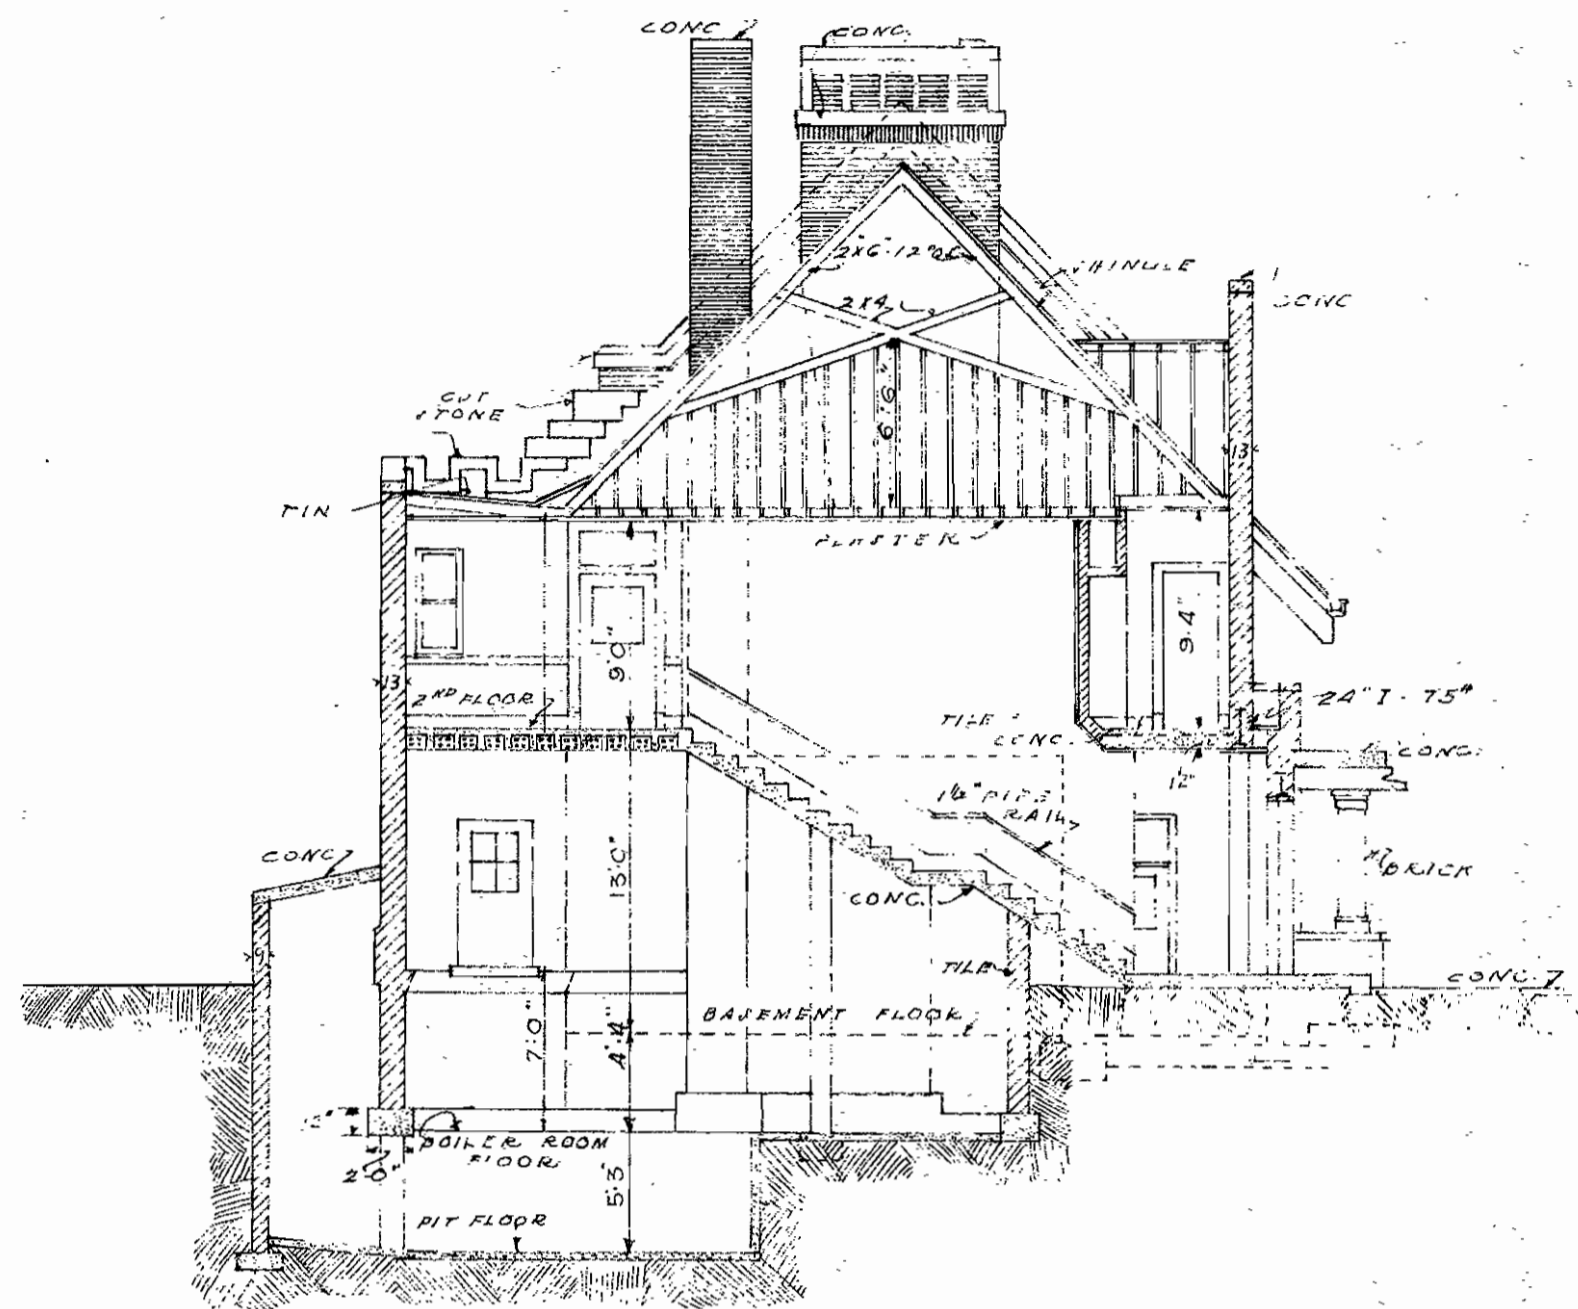 CONC
CONC.
2X6-12"O.C.
SHINGLE
2X4
CONC
CUT
STONE
6'6"
13
TIN
PLASTER
9'4"
9'0"
13
2ND FLOOR
24" I - 75#
TILE
CONC.
CONC.
12"
1½" PIPE
RAIL
CONC
13'0"
BRICK
CONC.
9
TILE
CONC.
BASEMENT FLOOR
7'0"
4'4"
12"
BOILER ROOM
FLOOR
2'0"
5'3"
PIT FLOOR